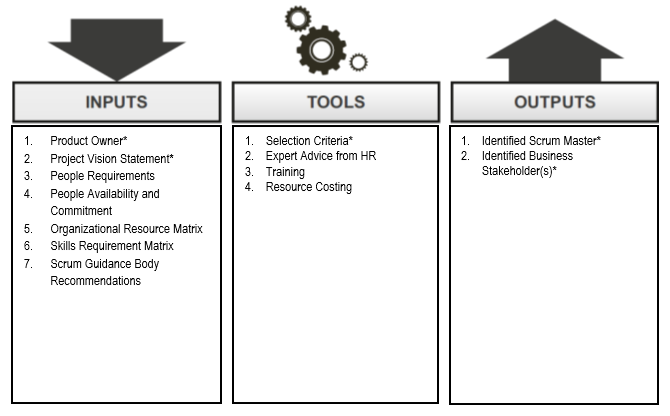 INPUTS
1. Product Owner*
2. Project Vision Statement*
3. People Requirements
4. People Availability and
Commitment
5. Organizational Resource Matrix
6. Skills Requirement Matrix
7. Scrum Guidance Body
Recommendations
TOOLS
1. Selection Criteria*
2. Expert Advice from HR
3. Training
4. Resource Costing
OUTPUTS
1. Identified Scrum Master*
2. Identified Business
Stakeholder(s)*